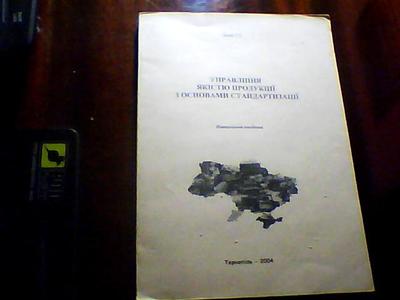 УПРАВЛІННЯ
ЯКІСТЮ ПРОДУКЦІЇ
З ОСНОВАМИ СТАНДАРТИЗАЦІЇ
Навчальний посібник
Тернопіль – 2004